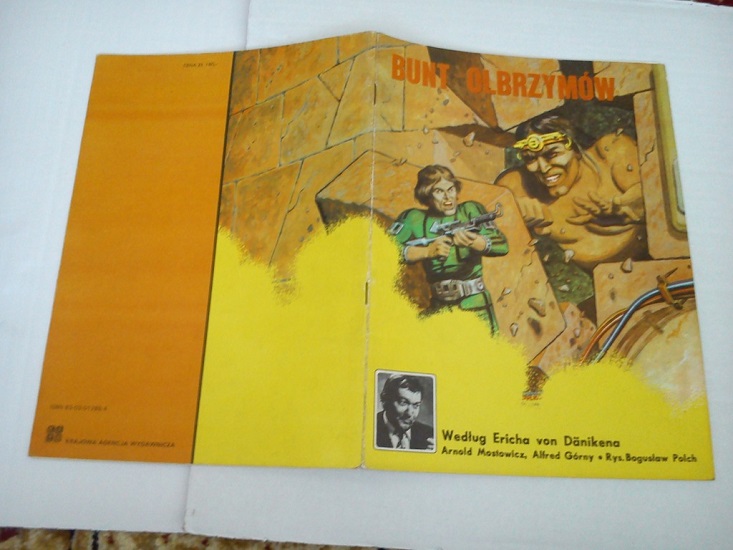 BUNT OLBRZYMÓW
Według Ericha von Dänikena
Arnold Mostowicz, Alfred Górny • Rys. Bogusław Polch
KRAJOWA AGENCJA WYDAWNICZA